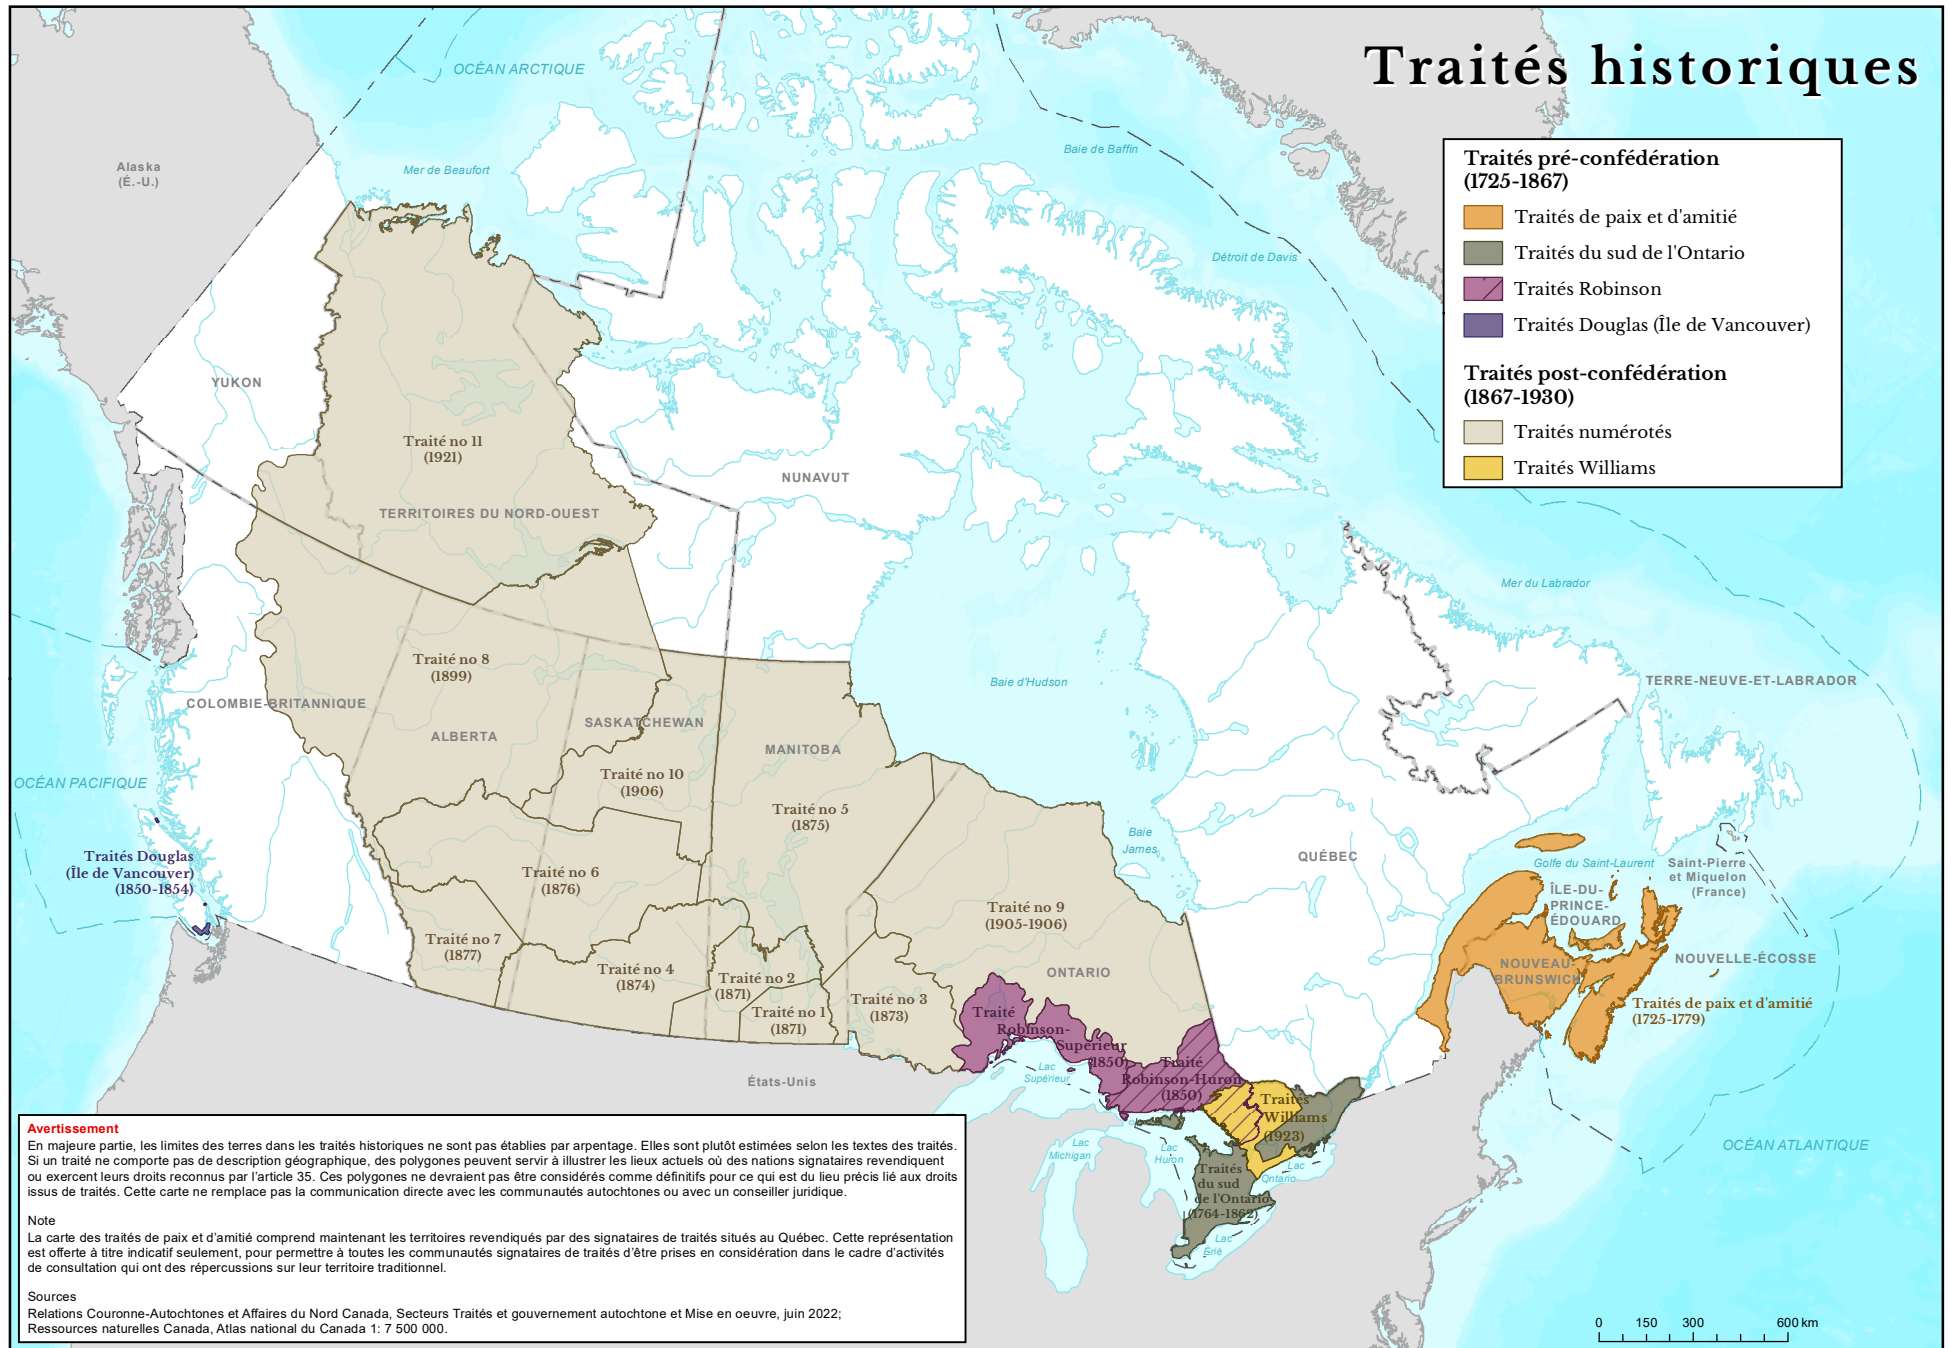 Traités historiques
Traités pré-confédération
(1725-1867)
Traités de paix et d'amitié
Traités du sud de l'Ontario
Traités Robinson
Traités Douglas (Île de Vancouver)
Traités post-confédération
(1867-1930)
Traités numérotés
Traités Williams
OCÉAN ARCTIQUE
Alaska
(É.-U.)
Mer de Beaufort
Baie de Baffin
Détroit de Davis
YUKON
Traité no 11
(1921)
NUNAVUT
TERRITOIRES DU NORD-OUEST
Mer du Labrador
Traité no 8
(1899)
COLOMBIE-BRITANNIQUE
SASKATCHEWAN
ALBERTA
MANITOBA
Baie d'Hudson
TERRE-NEUVE-ET-LABRADOR
OCÉAN PACIFIQUE
Traité no 10
(1906)
Traité no 5
(1875)
Baie
James
Traités Douglas
(Île de Vancouver)
(1850-1854)
Traité no 6
(1876)
QUÉBEC
Golfe du Saint-Laurent
Saint-Pierre
et Miquelon
(France)
ÎLE-DU-
PRINCE-
ÉDOUARD
Traité no 9
(1905-1906)
Traité no 7
(1877)
Traité no 4
(1874)
Traité no 2
(1871)
Traité no 1
(1871)
Traité no 3
(1873)
ONTARIO
NOUVEAU-
BRUNSWICK
NOUVELLE-ÉCOSSE
Traités de paix et d'amitié
(1725-1779)
Traité
Robinson-
Supérieur
(1850)
Traité
Robinson-Huron
(1850)
Lac
Supérieur
États-Unis
Traités
Williams
(1923)
Lac
Michigan
Lac
Huron
Lac
Ontario
Traités
du sud
de l'Ontario
(1764-1862)
Lac
Érié
OCÉAN ATLANTIQUE
Avertissement
En majeure partie, les limites des terres dans les traités historiques ne sont pas établies par arpentage. Elles sont plutôt estimées selon les textes des traités.
Si un traité ne comporte pas de description géographique, des polygones peuvent servir à illustrer les lieux actuels où des nations signataires revendiquent
ou exercent leurs droits reconnus par l'article 35. Ces polygones ne devraient pas être considérés comme définitifs pour ce qui est du lieu précis lié aux droits
issus de traités. Cette carte ne remplace pas la communication directe avec les communautés autochtones ou avec un conseiller juridique.
Note
La carte des traités de paix et d'amitié comprend maintenant les territoires revendiqués par des signataires de traités situés au Québec. Cette représentation
est offerte à titre indicatif seulement, pour permettre à toutes les communautés signataires de traités d'être prises en considération dans le cadre d'activités
de consultation qui ont des répercussions sur leur territoire traditionnel.
Sources
Relations Couronne-Autochtones et Affaires du Nord Canada, Secteurs Traités et gouvernement autochtone et Mise en oeuvre, juin 2022;
Ressources naturelles Canada, Atlas national du Canada 1: 7 500 000.
0 150 300 600 km